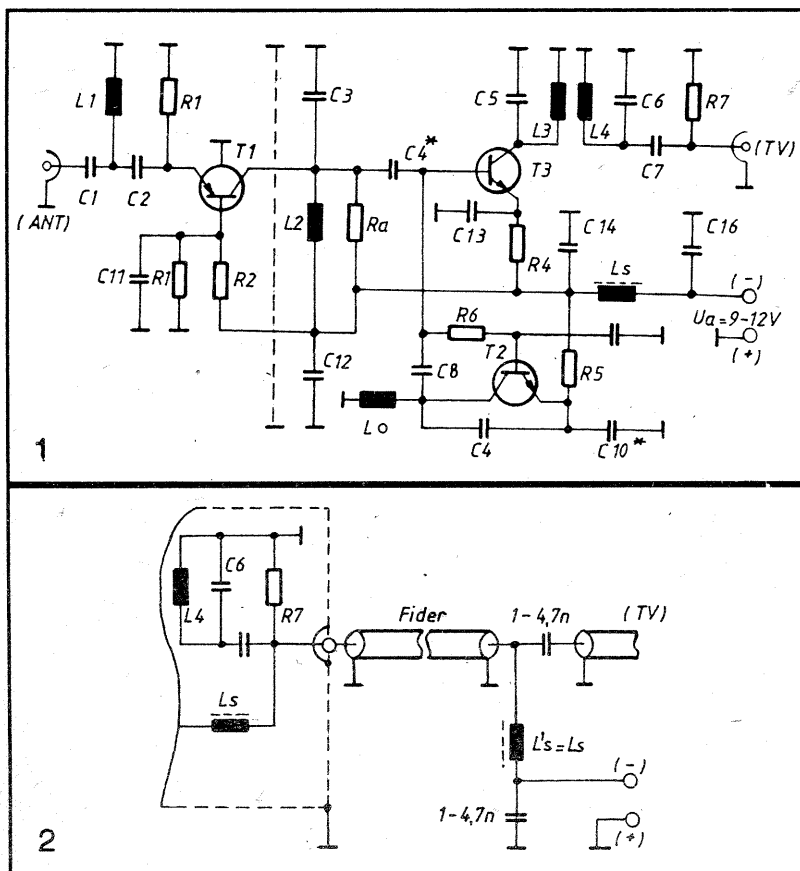 L1
R1
C3
C5
L3
L4
C6
R7
C1
C2
T1
C4*
T3
C7
(TV)
(ANT)
L2
Ra
C13
R4
C14
C16
C11
R1
R2
Ls
(-)
Ua=9-12V
(+)
R6
T2
C12
C8
R5
Lo
C4
C10*
1
C6
L4
R7
Fider
1-4,7n
(TV)
Ls
L's=Ls
(-)
1-4,7n
(+)
2